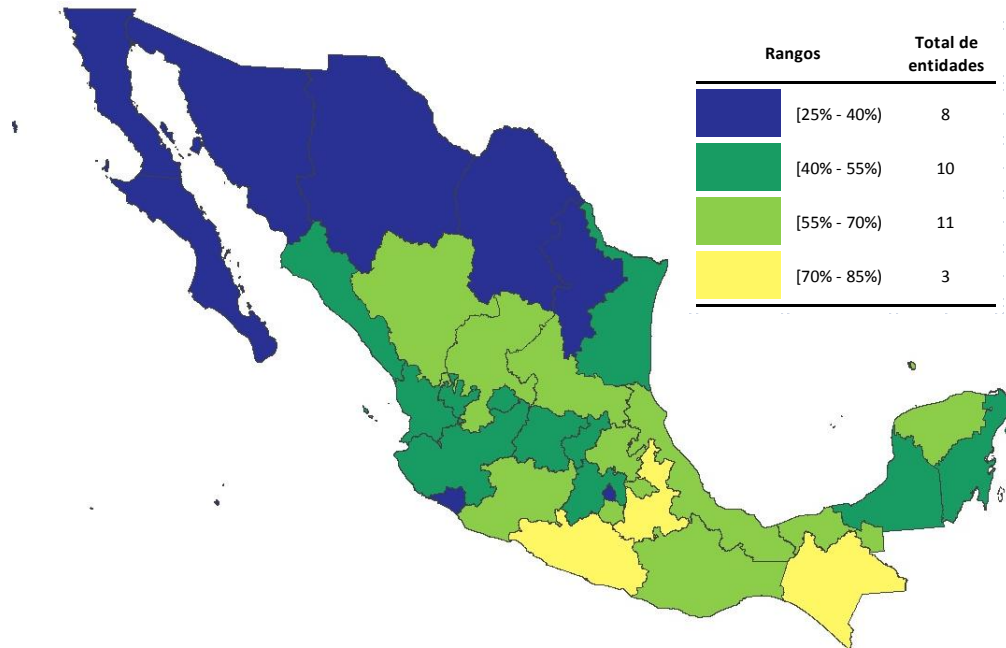 Rangos
Total de
entidades
[25% - 40%) 8
[40% - 55%) 10
[55% - 70%) 11
[70% - 85%) 3